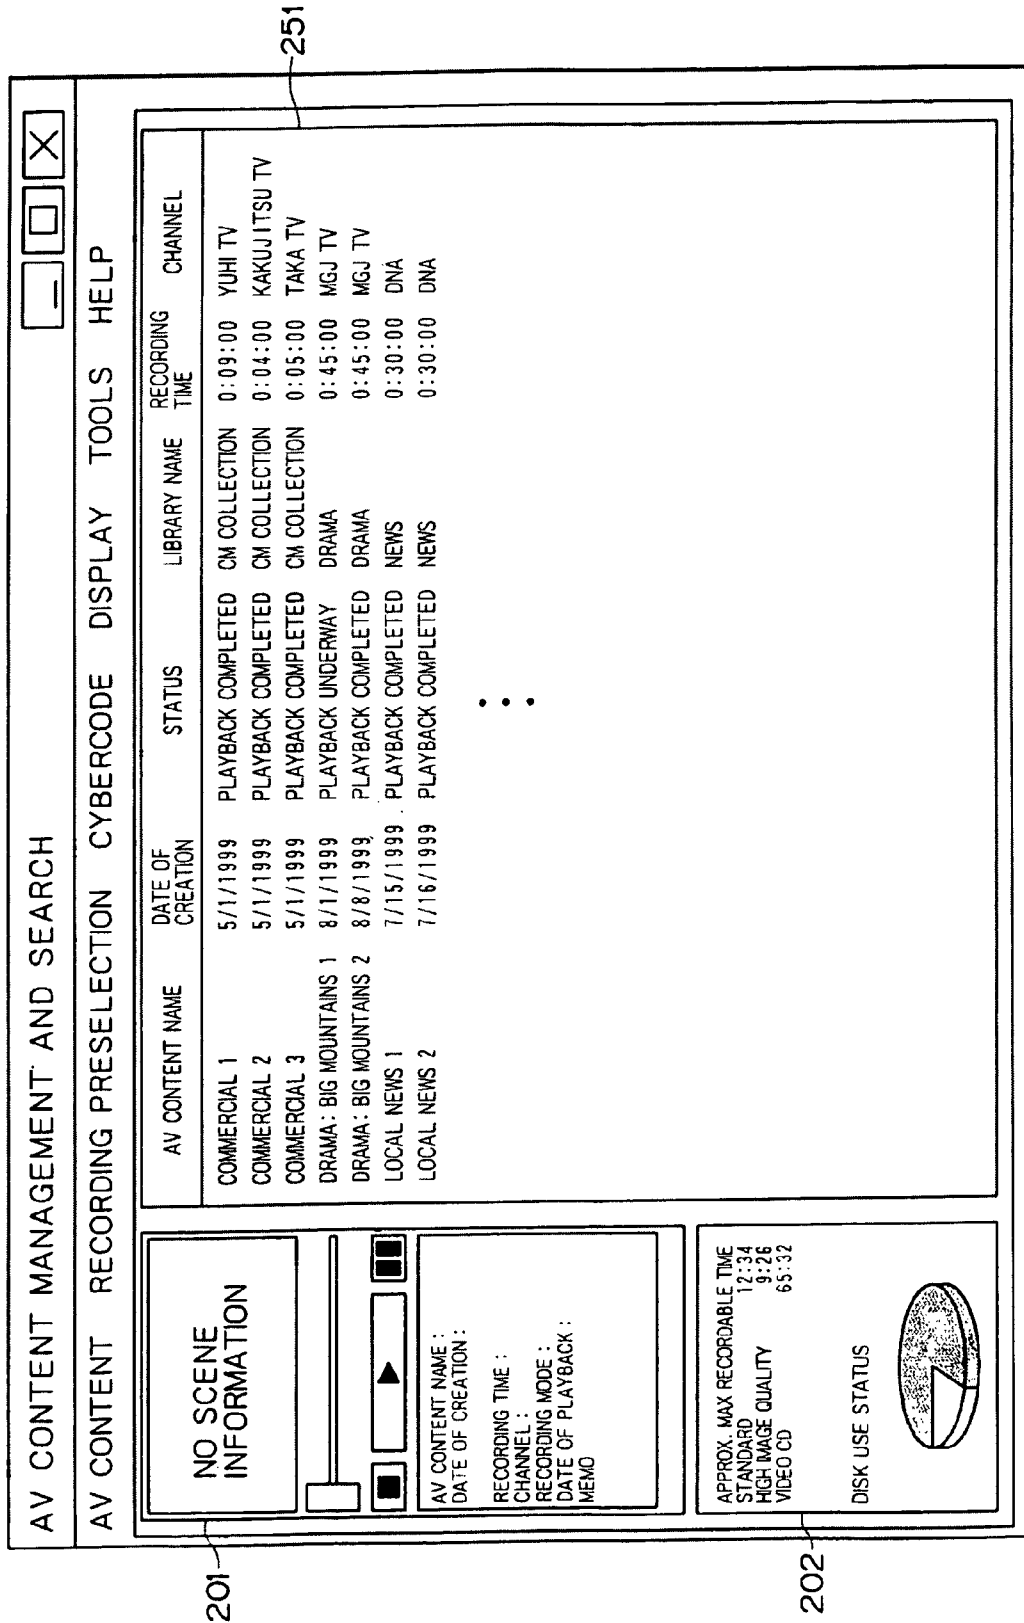 AV CONTENT MANAGEMENT AND SEARCH
AV CONTENT RECORDING PRESELECTION CYBERCODE DISPLAY TOOLS HELP
201
NO SCENE
INFORMATION
AV CONTENT NAME :
DATE OF CREATION :
RECORDING TIME :
CHANNEL :
RECORDING MODE :
DATE OF PLAYBACK :
MEMO
202
APPROX. MAX RECORDABLE TIME
STANDARD 12:34
HIGH IMAGE QUALITY 9:26
VIDEO CD 65:32
DISK USE STATUS
251
AV CONTENT NAME DATE OF CREATION STATUS LIBRARY NAME RECORDING TIME CHANNEL
COMMERCIAL 1 5/1/1999 PLAYBACK COMPLETED CM COLLECTION 0:09:00 YUHI TV
COMMERCIAL 2 5/1/1999 PLAYBACK COMPLETED CM COLLECTION 0:04:00 KAKUJITSU TV
COMMERCIAL 3 5/1/1999 PLAYBACK COMPLETED CM COLLECTION 0:05:00 TAKA TV
DRAMA: BIG MOUNTAINS 1 8/1/1999 PLAYBACK UNDERWAY DRAMA 0:45:00 MGJ TV
DRAMA: BIG MOUNTAINS 2 8/8/1999 PLAYBACK COMPLETED DRAMA 0:45:00 MGJ TV
LOCAL NEWS 1 7/15/1999 PLAYBACK COMPLETED NEWS 0:30:00 DNA
LOCAL NEWS 2 7/16/1999 PLAYBACK COMPLETED NEWS 0:30:00 DNA